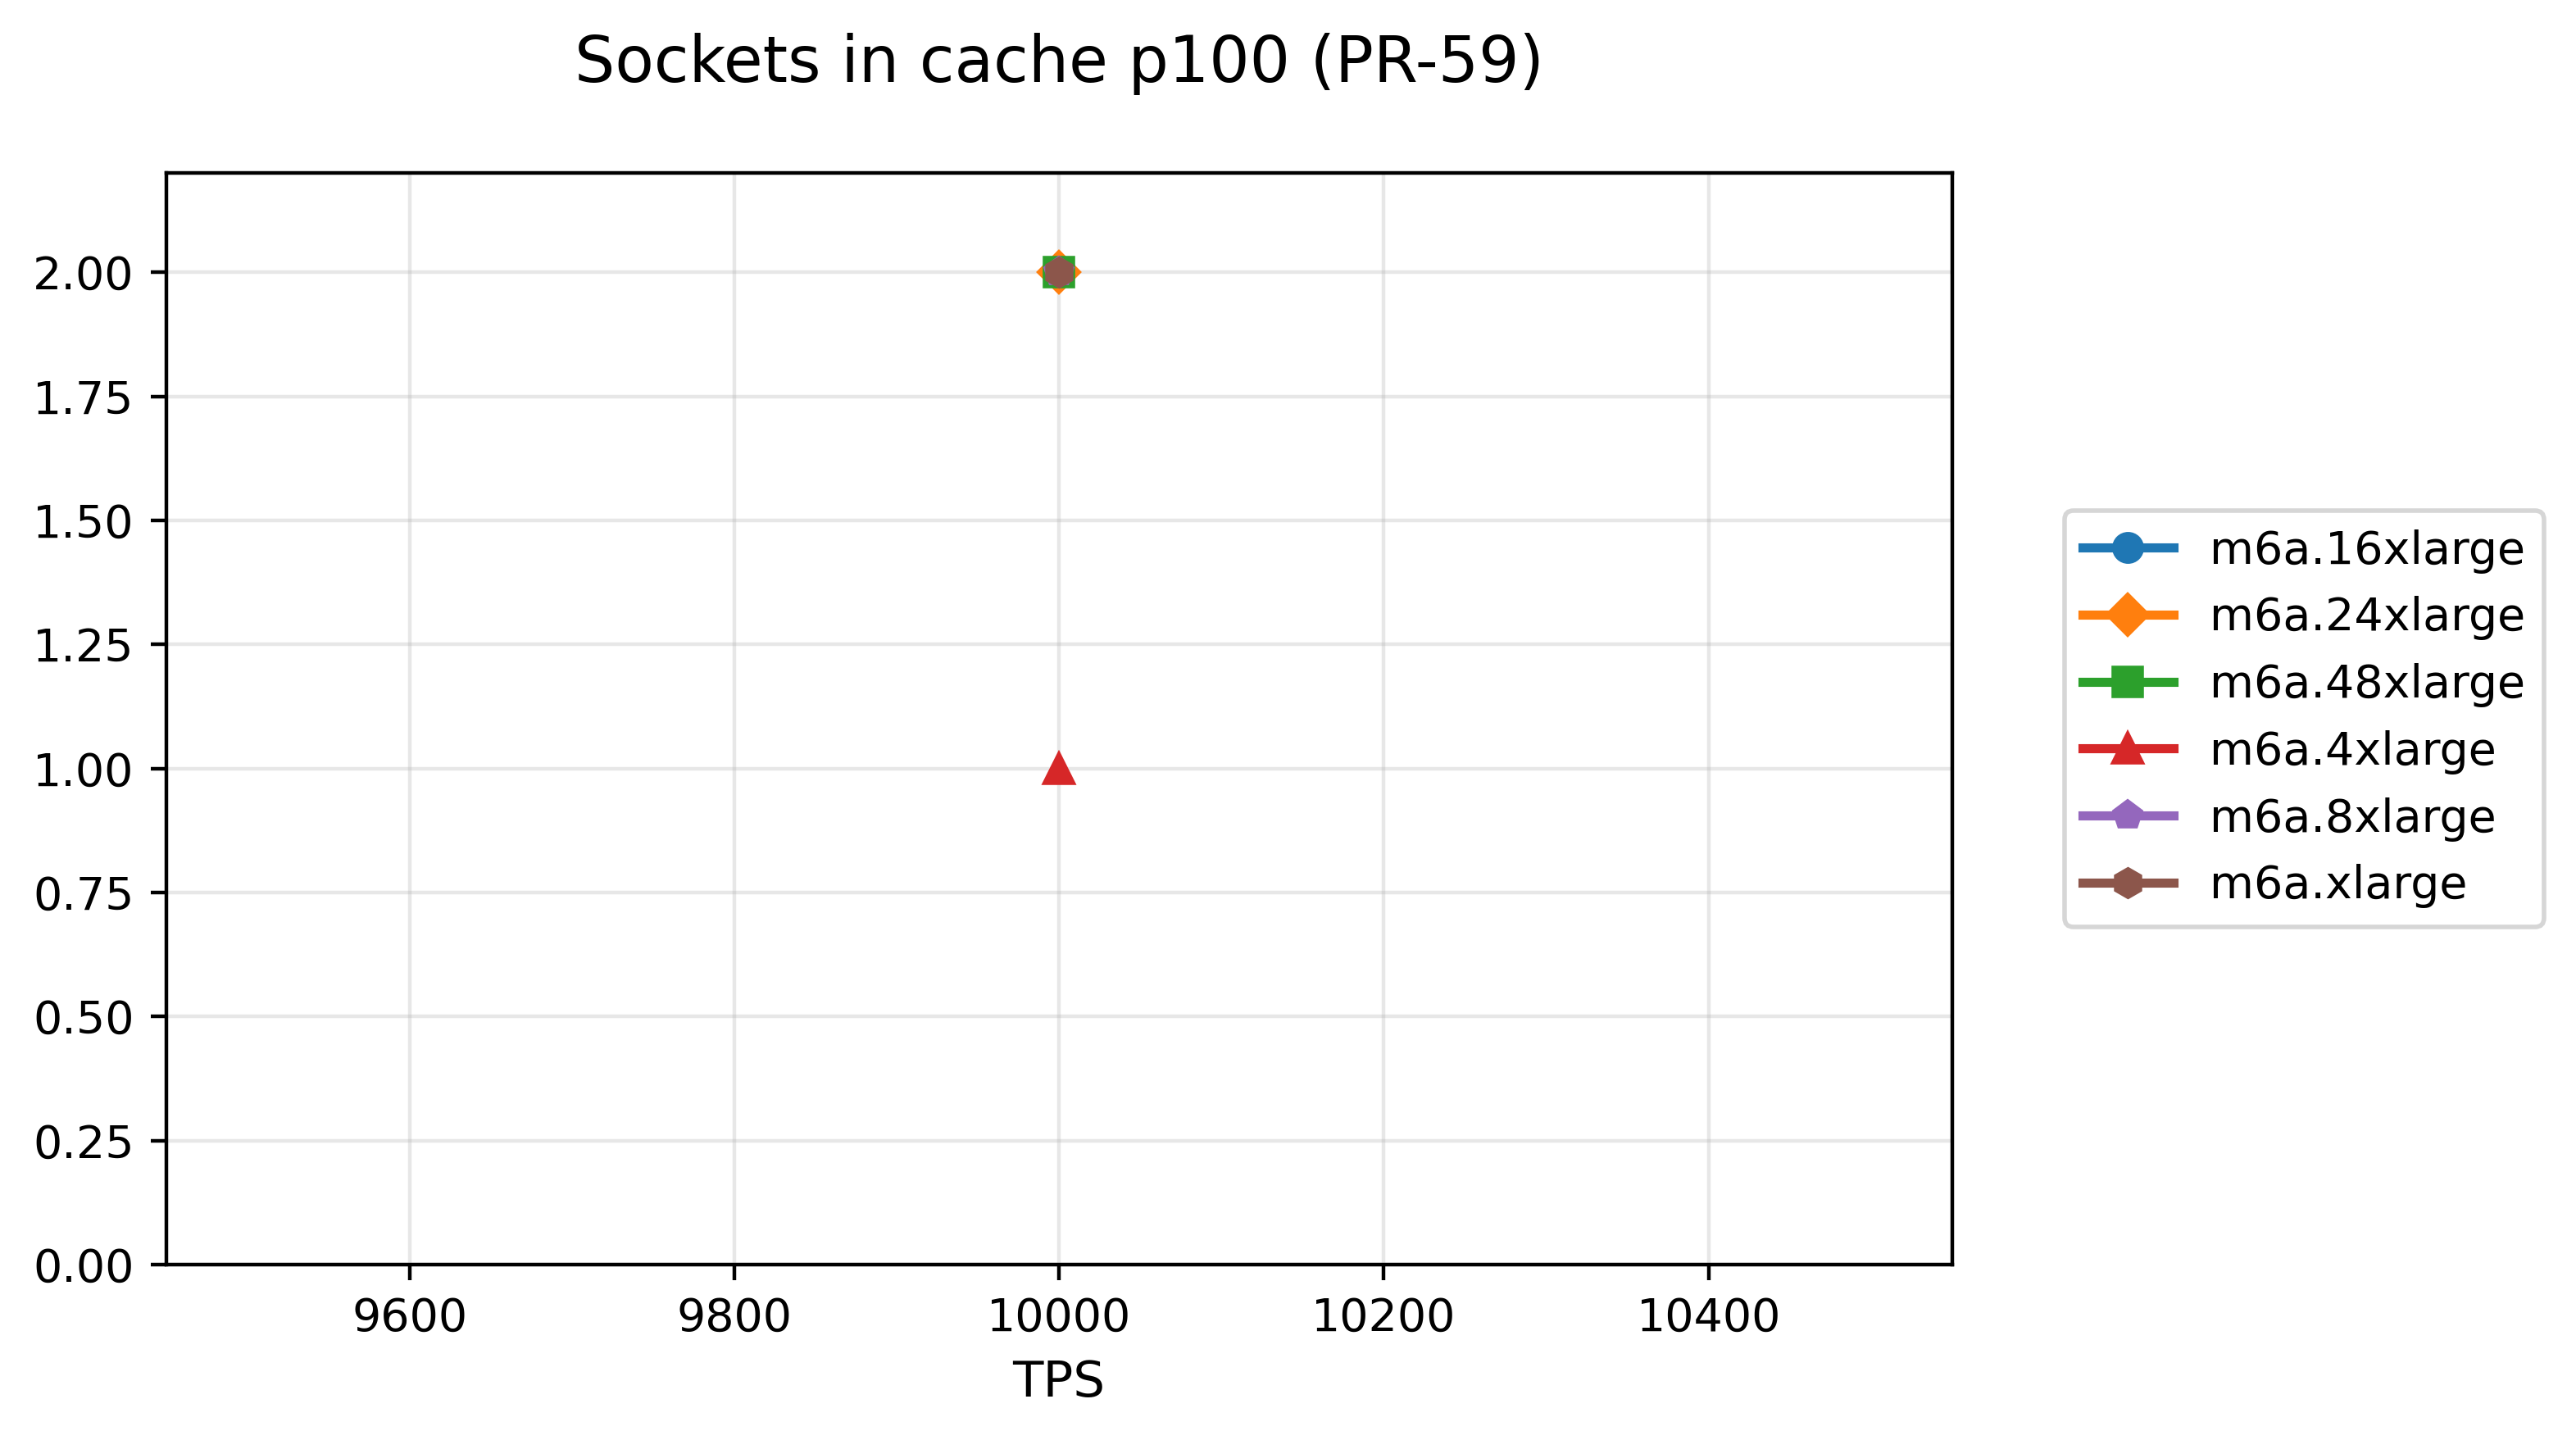 Sockets in cache p100 (PR-59)
2.00
1.75
1.50
1.25
1.00
0.75
0.50
0.25
0.00
9600 9800 10000 10200 10400
TPS
m6a.16xlarge
m6a.24xlarge
m6a.48xlarge
m6a.4xlarge
m6a.8xlarge
m6a.xlarge